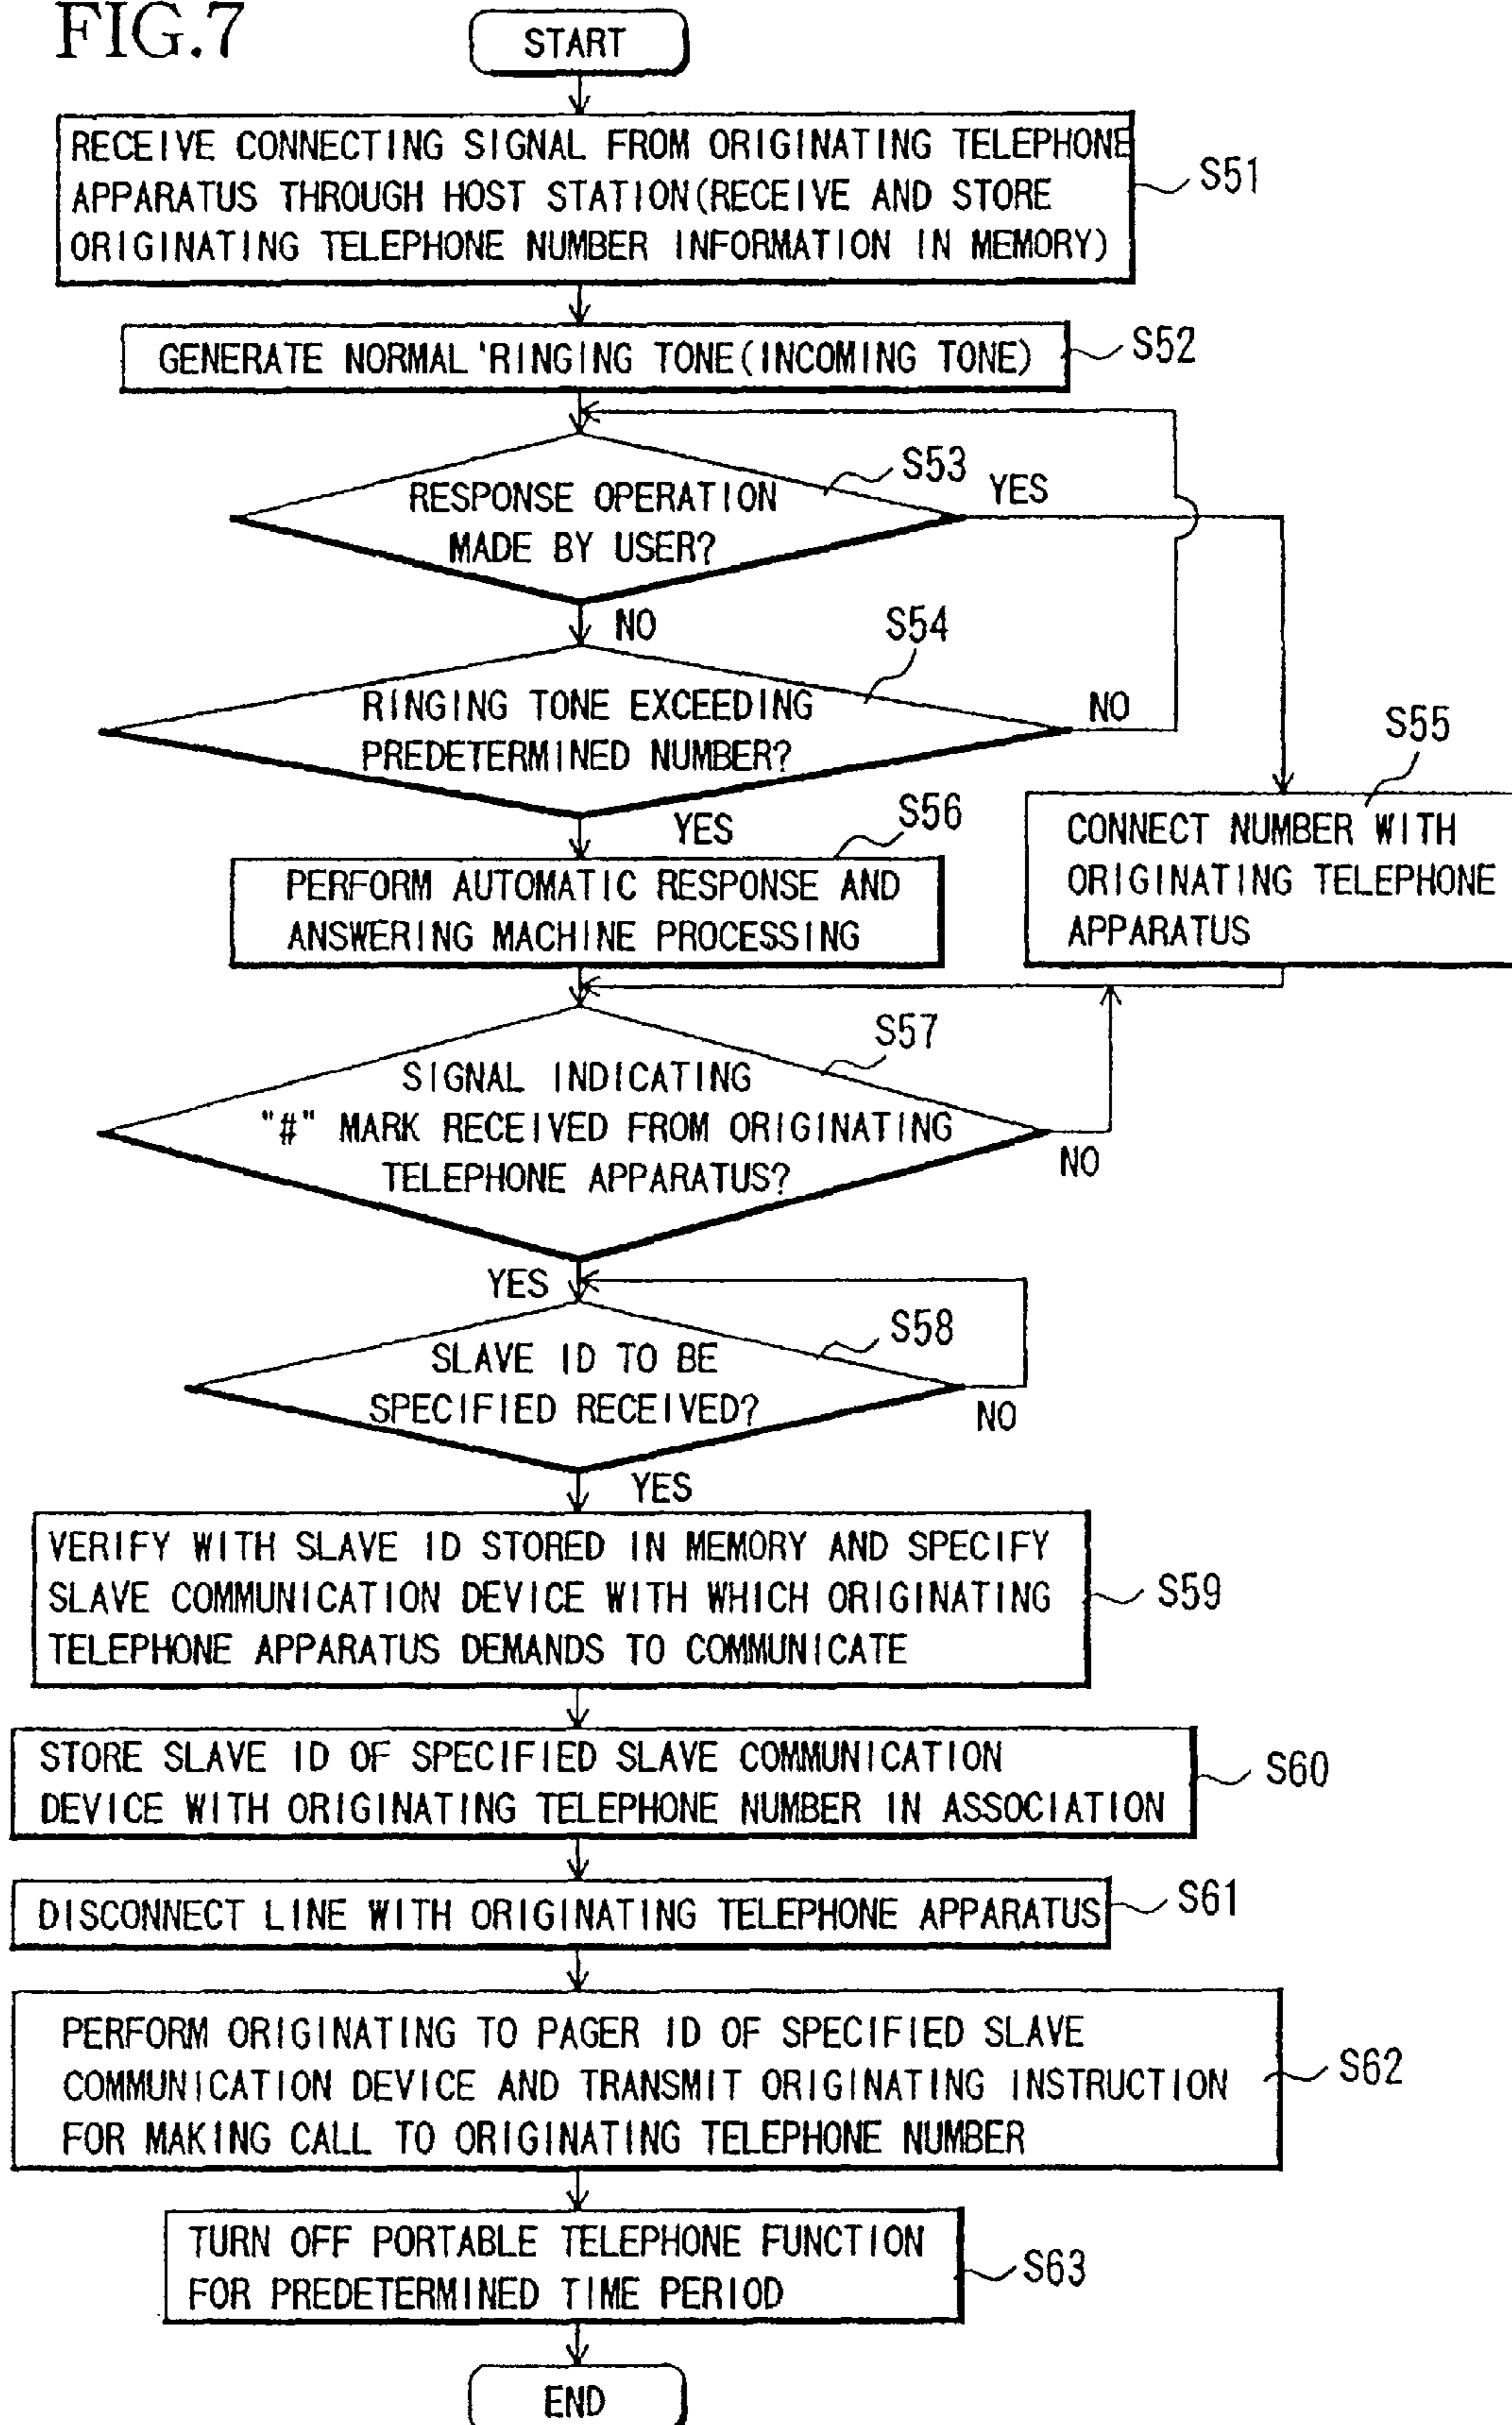 FIG.7
START
RECEIVE CONNECTING SIGNAL FROM ORIGINATING TELEPHONE
APPARATUS THROUGH HOST STATION(RECEIVE AND STORE
ORIGINATING TELEPHONE NUMBER INFORMATION IN MEMORY)
S51
GENERATE NORMAL 'RINGING TONE(INCOMING TONE)
S52
RESPONSE OPERATION
MADE BY USER?
S53
YES
NO
RINGING TONE EXCEEDING
PREDETERMINED NUMBER?
S54
NO
YES
S55
CONNECT NUMBER WITH
ORIGINATING TELEPHONE
APPARATUS
S56
PERFORM AUTOMATIC RESPONSE AND
ANSWERING MACHINE PROCESSING
S57
SIGNAL INDICATING
"#" MARK RECEIVED FROM ORIGINATING
TELEPHONE APPARATUS?
NO
YES
S58
SLAVE ID TO BE
SPECIFIED RECEIVED?
NO
YES
VERIFY WITH SLAVE ID STORED IN MEMORY AND SPECIFY
SLAVE COMMUNICATION DEVICE WITH WHICH ORIGINATING
TELEPHONE APPARATUS DEMANDS TO COMMUNICATE
S59
STORE SLAVE ID OF SPECIFIED SLAVE COMMUNICATION
DEVICE WITH ORIGINATING TELEPHONE NUMBER IN ASSOCIATION
S60
DISCONNECT LINE WITH ORIGINATING TELEPHONE APPARATUS
S61
PERFORM ORIGINATING TO PAGER ID OF SPECIFIED SLAVE
COMMUNICATION DEVICE AND TRANSMIT ORIGINATING INSTRUCTION
FOR MAKING CALL TO ORIGINATING TELEPHONE NUMBER
S62
TURN OFF PORTABLE TELEPHONE FUNCTION
FOR PREDETERMINED TIME PERIOD
S63
END